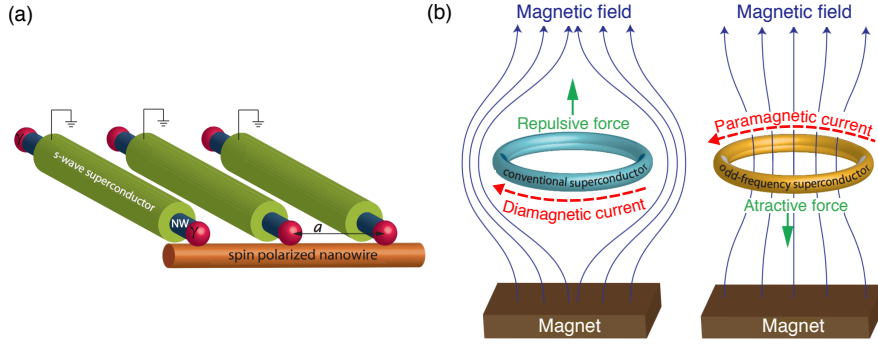 (a)
γ
s-wave superconductor
NW
γ
a
spin polarized nanowire
(b)
Magnetic field
Repulsive force
conventional superconductor
Diamagnetic current
Magnet
Magnetic field
Paramagnetic current
odd-frequency superconductor
Atractive force
Magnet